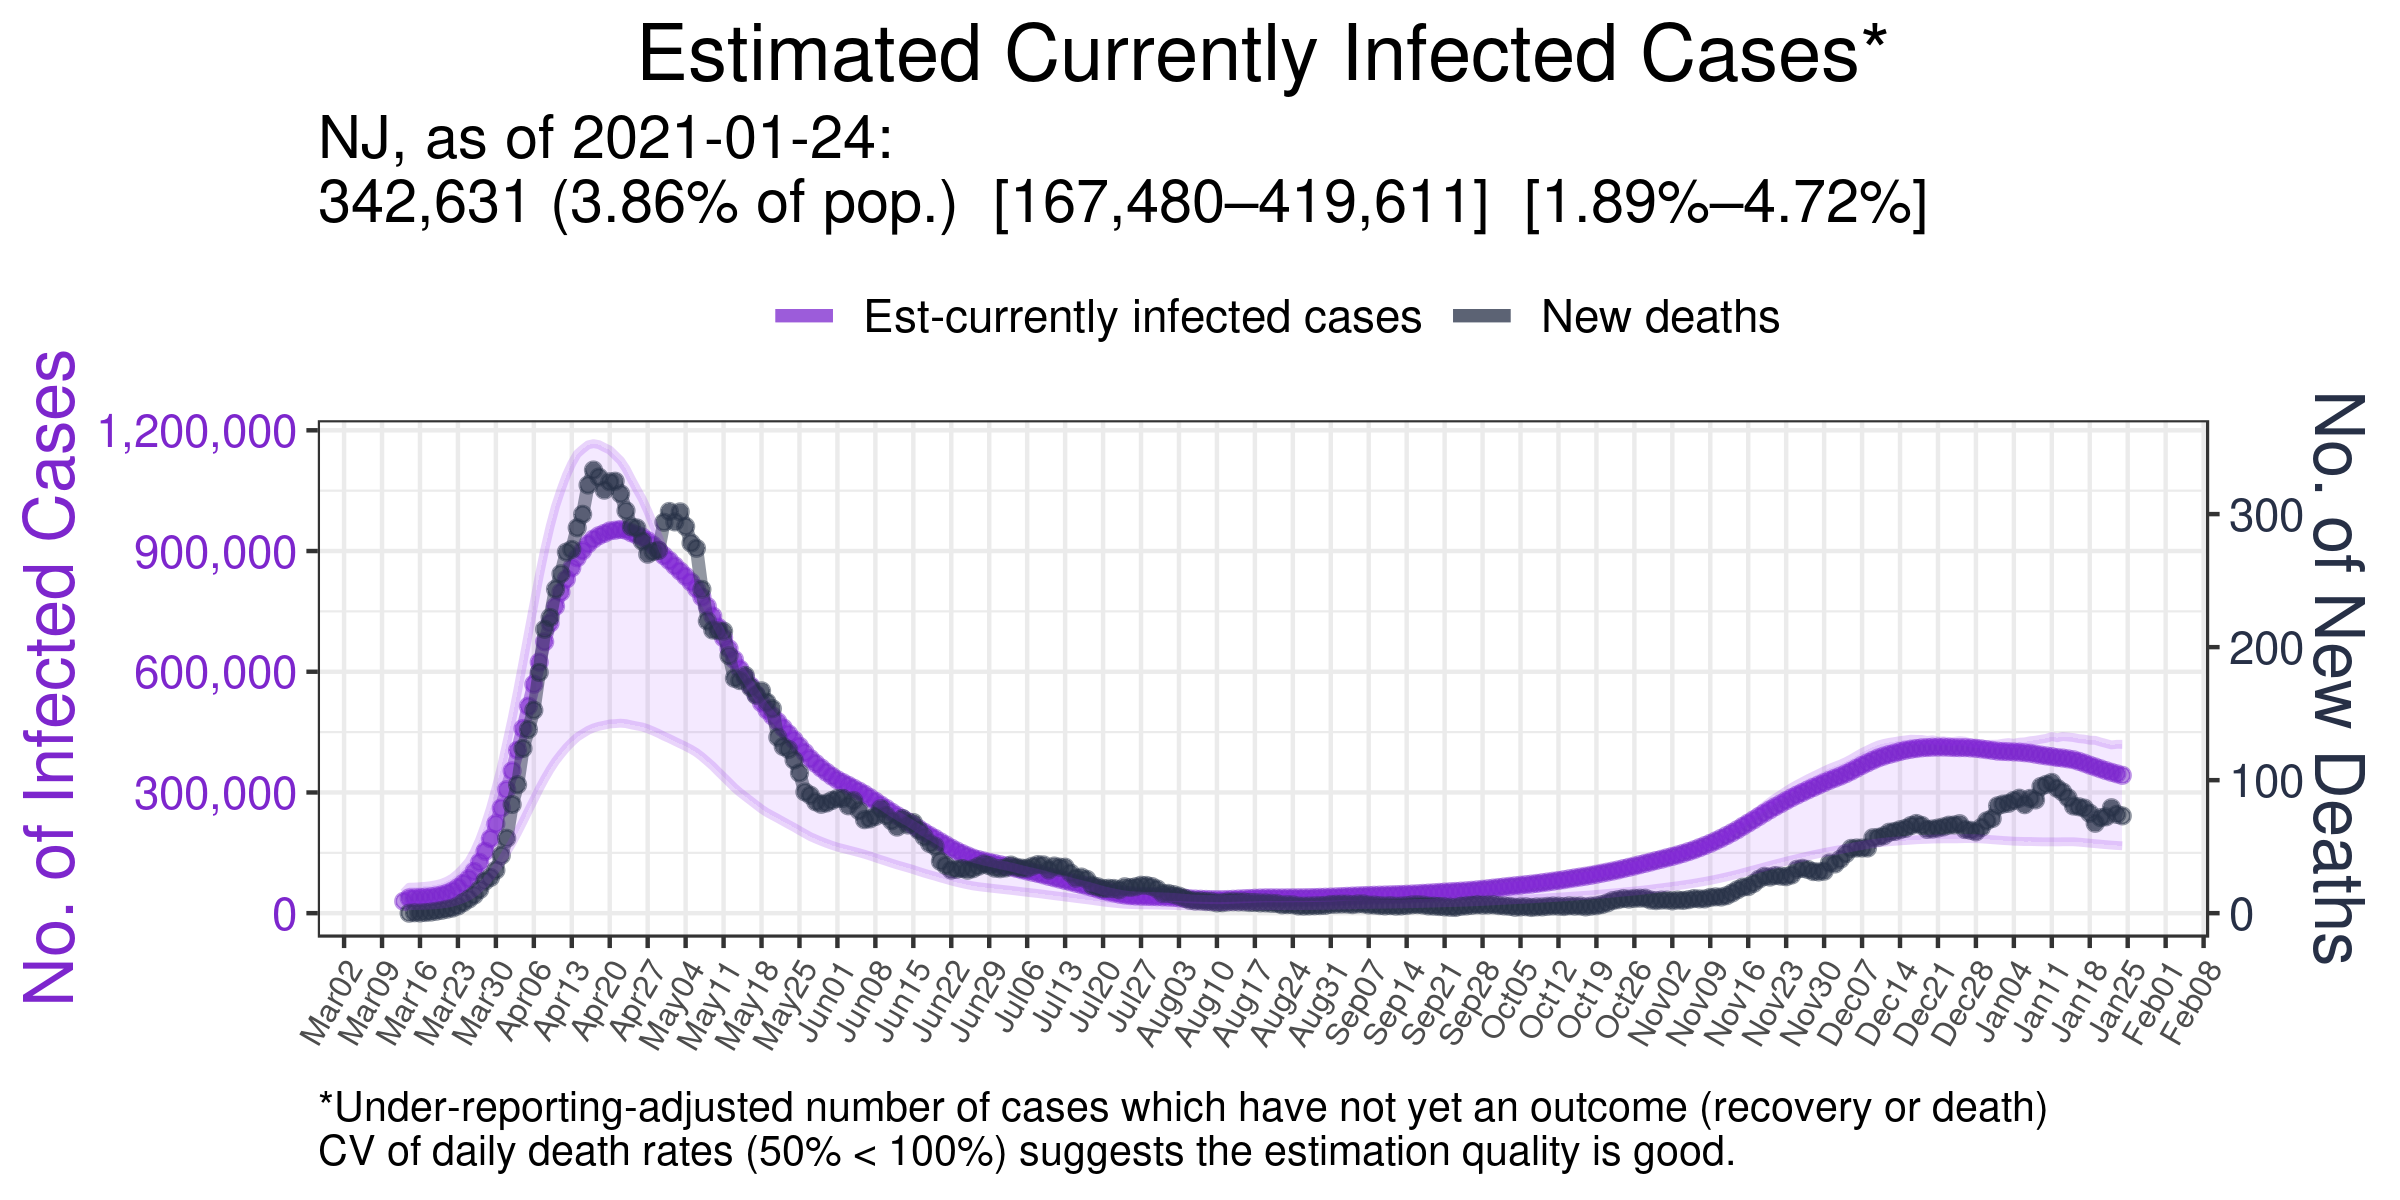 Estimated Currently Infected Cases*
NJ, as of 2021-01-24:
342,631 (3.86% of pop.)  [167,480–419,611]  [1.89%–4.72%]
Est-currently infected cases
New deaths
No. of Infected Cases
1,200,000
900,000
600,000
300,000
0
No. of New Deaths
300
200
100
0
Mar02
Mar09
Mar16
Mar23
Mar30
Apr06
Apr13
Apr20
Apr27
May04
May11
May18
May25
Jun01
Jun08
Jun15
Jun22
Jun29
Jul06
Jul13
Jul20
Jul27
Aug03
Aug10
Aug17
Aug24
Aug31
Sep07
Sep14
Sep21
Sep28
Oct05
Oct12
Oct19
Oct26
Nov02
Nov09
Nov16
Nov23
Nov30
Dec07
Dec14
Dec21
Dec28
Jan04
Jan11
Jan18
Jan25
Feb01
Feb08
*Under-reporting-adjusted number of cases which have not yet an outcome (recovery or death)
CV of daily death rates (50% < 100%) suggests the estimation quality is good.